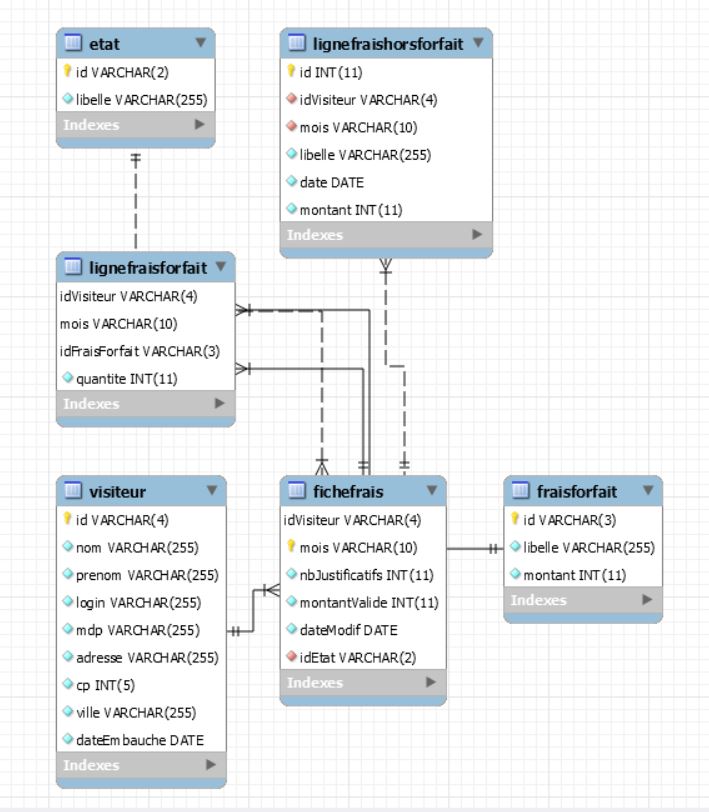 etat
id VARCHAR(2)
libelle VARCHAR(255)
Indexes
lignefraishorsforfait
id INT(11)
idVisiteur VARCHAR(4)
mois VARCHAR(10)
libelle VARCHAR(255)
date DATE
montant INT(11)
Indexes
lignefraisforfait
idVisiteur VARCHAR(4)
mois VARCHAR(10)
idFraisForfait VARCHAR(3)
quantite INT(11)
Indexes
visiteur
id VARCHAR(4)
nom VARCHAR(255)
prenom VARCHAR(255)
login VARCHAR(255)
mdp VARCHAR(255)
adresse VARCHAR(255)
cp INT(5)
ville VARCHAR(255)
dateEmbauche DATE
Indexes
fichefrais
idVisiteur VARCHAR(4)
mois VARCHAR(10)
nbJustificatifs INT(11)
montantValide INT(11)
dateModif DATE
idEtat VARCHAR(2)
Indexes
fraisforfait
id VARCHAR(3)
libelle VARCHAR(255)
montant INT(11)
Indexes